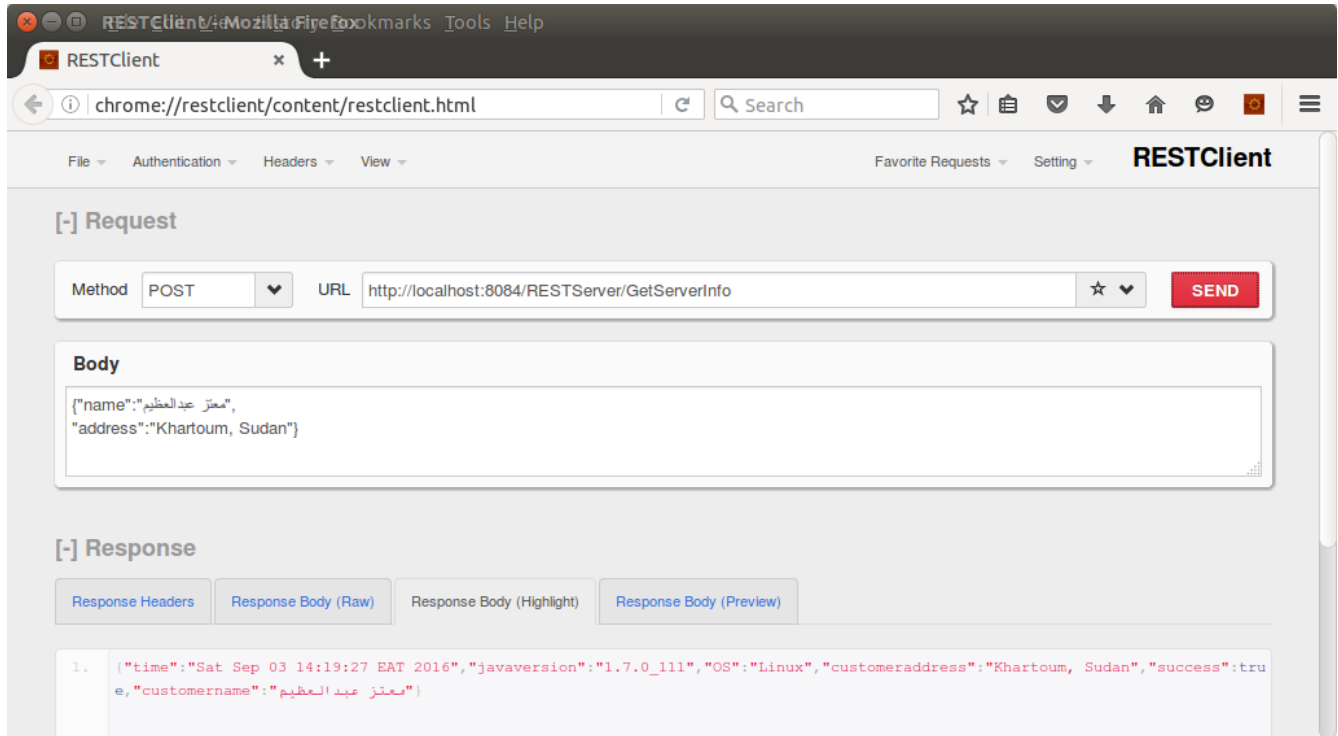 RESTClient - Mozilla Firefox
Bookmarks Tools Help
RESTClient
chrome://restclient/content/restclient.html
Search
File Authentication Headers View Favorite Requests Setting RESTClient
[-] Request
Method POST URL http://localhost:8084/RESTServer/GetServerInfo SEND
Body
{"name":"معتز عبدالعظيم",
"address":"Khartoum, Sudan"}
[-] Response
Response Headers Response Body (Raw) Response Body (Highlight) Response Body (Preview)
1. {"time":"Sat Sep 03 14:19:27 EAT 2016","javaversion":"1.7.0_111","OS":"Linux","customeraddress":"Khartoum, Sudan","success":tru
e,"customername":"معتز عبدالعظيم"}